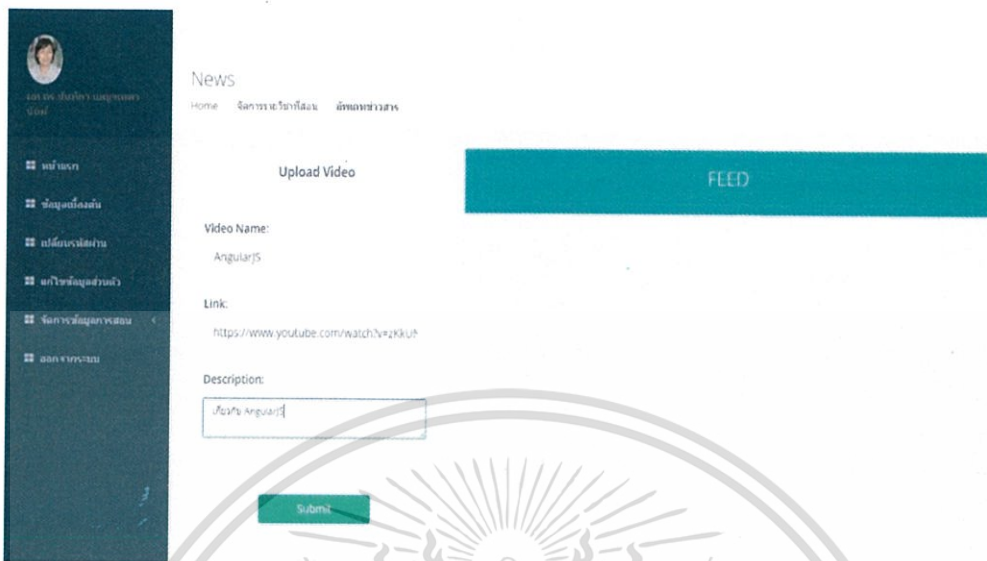 News
Home จัดการรายวิชาที่สอน อัพเดทข่าวสาร
หน้าแรก
ข้อมูลเบื้องต้น
เปลี่ยนรหัสผ่าน
แก้ไขข้อมูลส่วนตัว
จัดการข้อมูลการสอน
ออกจากระบบ
Upload Video
Video Name:
AngularJS
Link:
https://www.youtube.com/watch?v=zKkUN
Description:
เกี่ยวกับ AngularJS
Submit
FEED